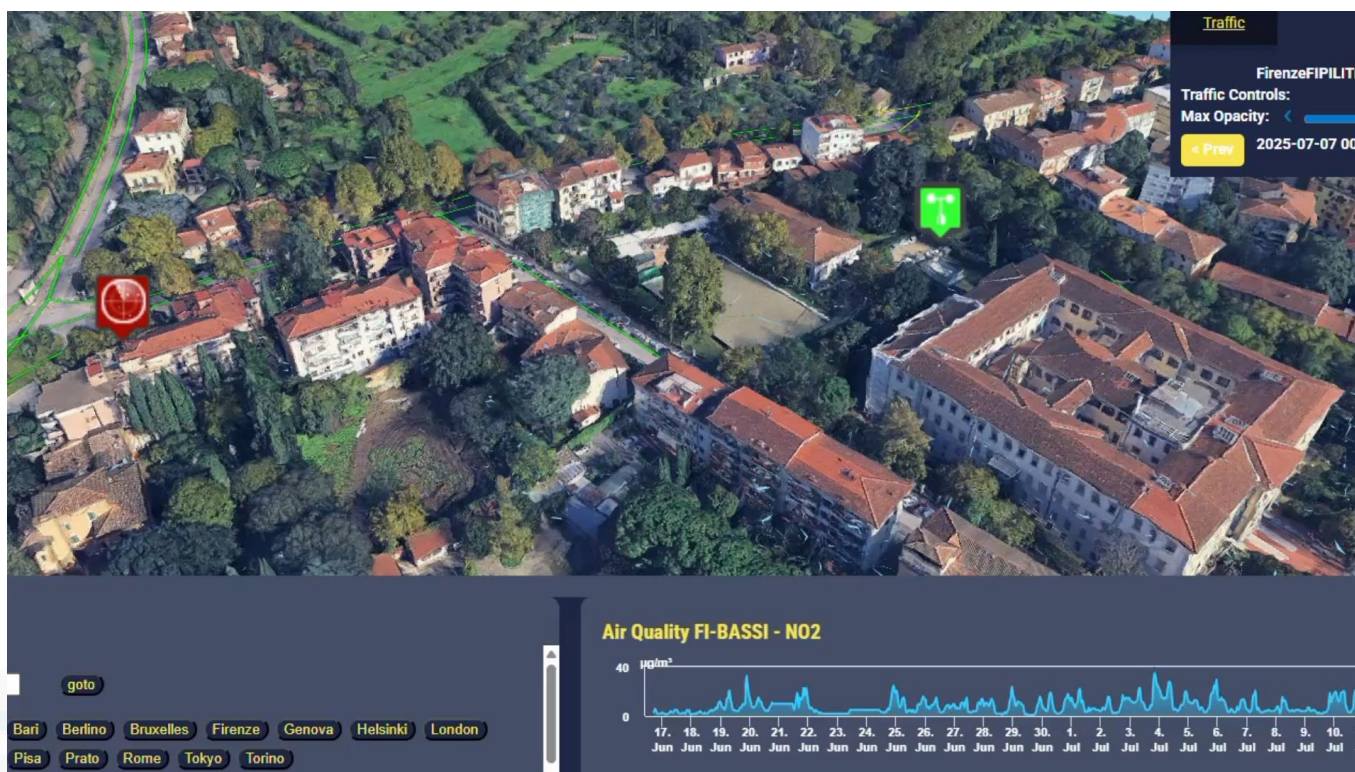 Traffic
FirenzeFIPILIT
Traffic Controls:
Max Opacity:
< Prev
2025-07-07 00
Air Quality FI-BASSI - NO2
µg/m³
40
0
17. Jun 18. Jun 19. Jun 20. Jun 21. Jun 22. Jun 23. Jun 24. Jun 25. Jun 26. Jun 27. Jun 28. Jun 29. Jun 30. Jun 1. Jul 2. Jul 3. Jul 4. Jul 5. Jul 6. Jul 7. Jul 8. Jul 9. Jul 10. Jul
goto
Bari Berlino Bruxelles Firenze Genova Helsinki London
Pisa Prato Rome Tokyo Torino